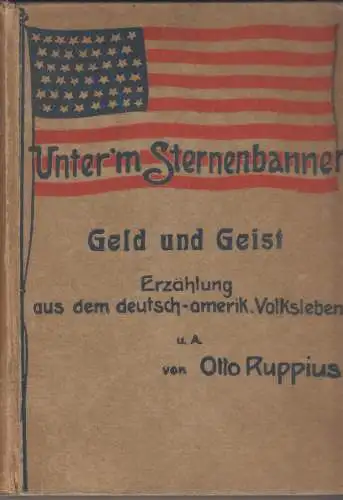 Unter'm Sternenbanner
Geld und Geist
Erzählung
aus dem deutsch-amerik. Volksleben
u. A.
von Otto Ruppius